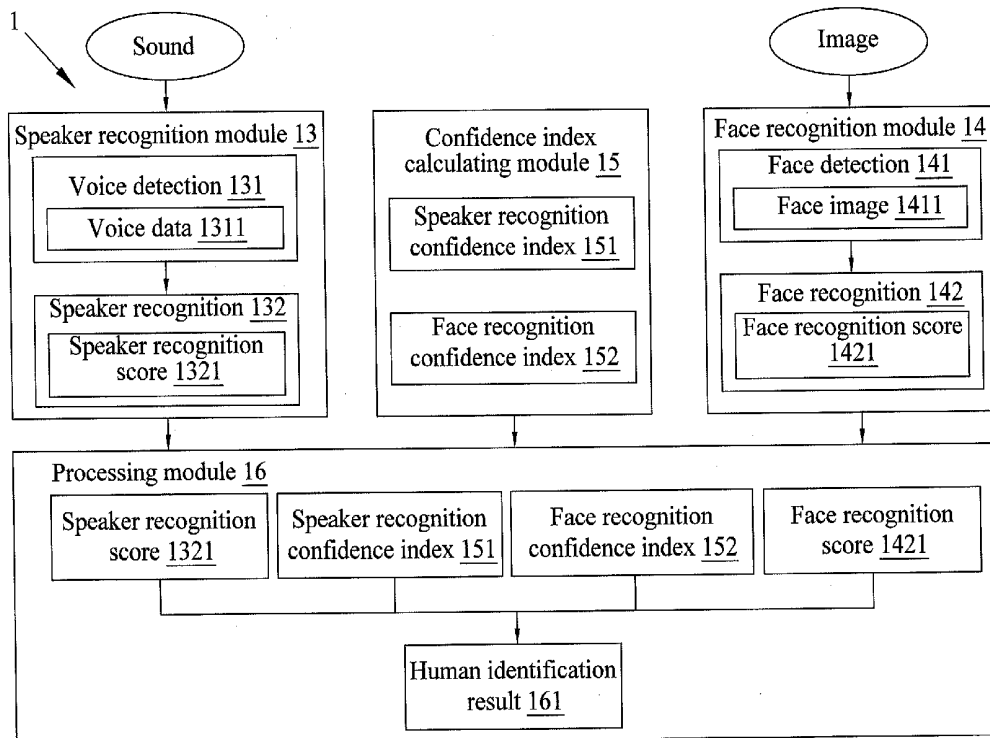 1
Sound
Image
Speaker recognition module 13
Voice detection 131
Voice data 1311
Speaker recognition 132
Speaker recognition
score 1321
Confidence index
calculating module 15
Speaker recognition
confidence index 151
Face recognition
confidence index 152
Face recognition module 14
Face detection 141
Face image 1411
Face recognition 142
Face recognition score
1421
Processing module 16
Speaker recognition
score 1321
Speaker recognition
confidence index 151
Face recognition
confidence index 152
Face recognition
score 1421
Human identification
result 161